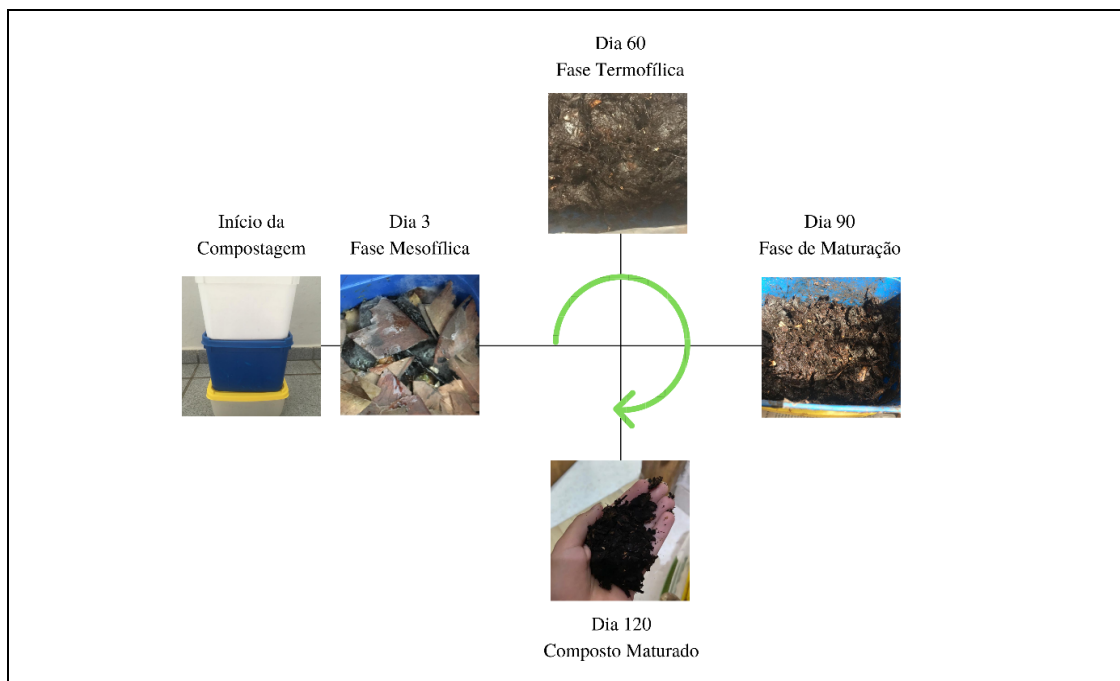 Dia 60
Fase Termofílica
Início da
Compostagem
Dia 3
Fase Mesofílica
Dia 90
Fase de Maturação
Dia 120
Composto Maturado